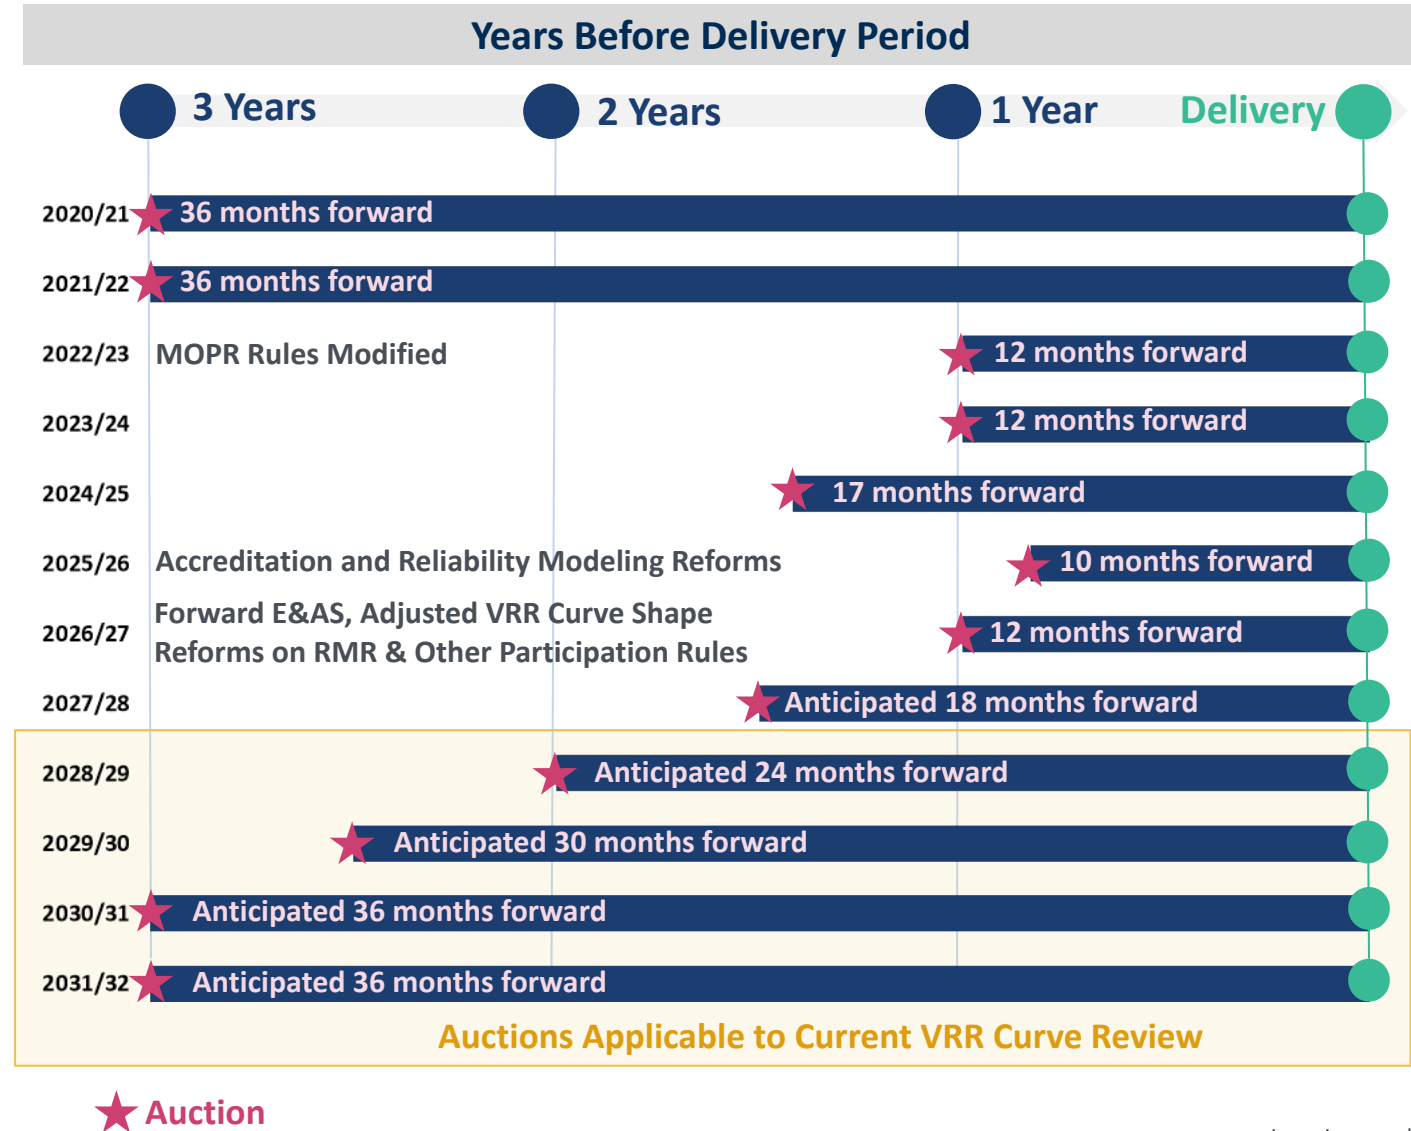 Years Before Delivery Period
3 Years
2 Years
1 Year
Delivery
2020/21
36 months forward
2021/22
36 months forward
2022/23
MOPR Rules Modified
12 months forward
2023/24
12 months forward
2024/25
17 months forward
2025/26
Accreditation and Reliability Modeling Reforms
10 months forward
2026/27
Forward E&AS, Adjusted VRR Curve Shape
Reforms on RMR & Other Participation Rules
12 months forward
2027/28
Anticipated 18 months forward
2028/29
Anticipated 24 months forward
2029/30
Anticipated 30 months forward
2030/31
Anticipated 36 months forward
2031/32
Anticipated 36 months forward
Auctions Applicable to Current VRR Curve Review
Auction